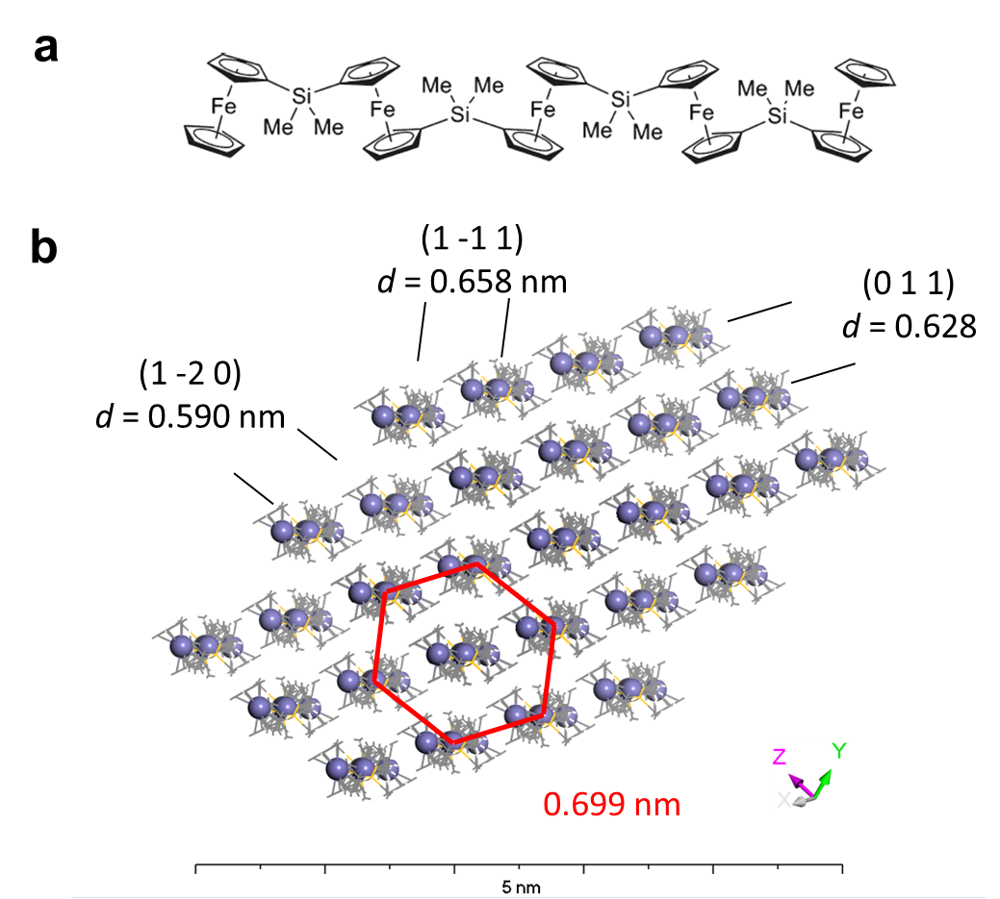 a
Me Me Me Me
Si Si Si Si
Fe Fe Fe Fe Fe
Me Me Me Me
b
(1 -1 1)
d = 0.658 nm
(0 1 1)
d = 0.628
(1 -2 0)
d = 0.590 nm
Z Y
X
0.699 nm
5 nm